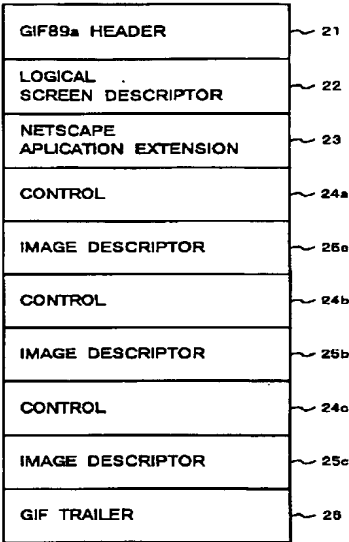 GIF89a HEADER 21
LOGICAL
SCREEN DESCRIPTOR 22
NETSCAPE
APLICATION EXTENSION 23
CONTROL 24a
IMAGE DESCRIPTOR 25a
CONTROL 24b
IMAGE DESCRIPTOR 25b
CONTROL 24c
IMAGE DESCRIPTOR 25c
GIF TRAILER 26